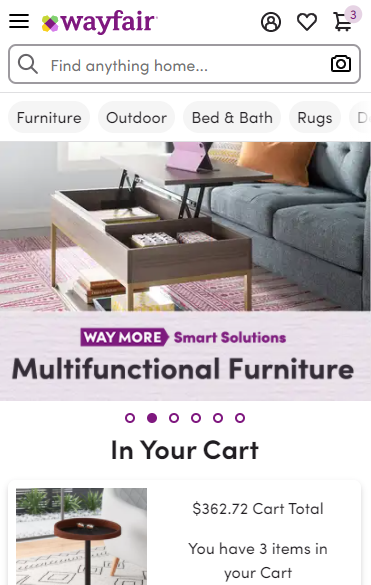 wayfair
3
Find anything home...
Furniture
Outdoor
Bed & Bath
Rugs
D
WAY MORE Smart Solutions
Multifunctional Furniture
In Your Cart
$362.72 Cart Total
You have 3 items in
your Cart